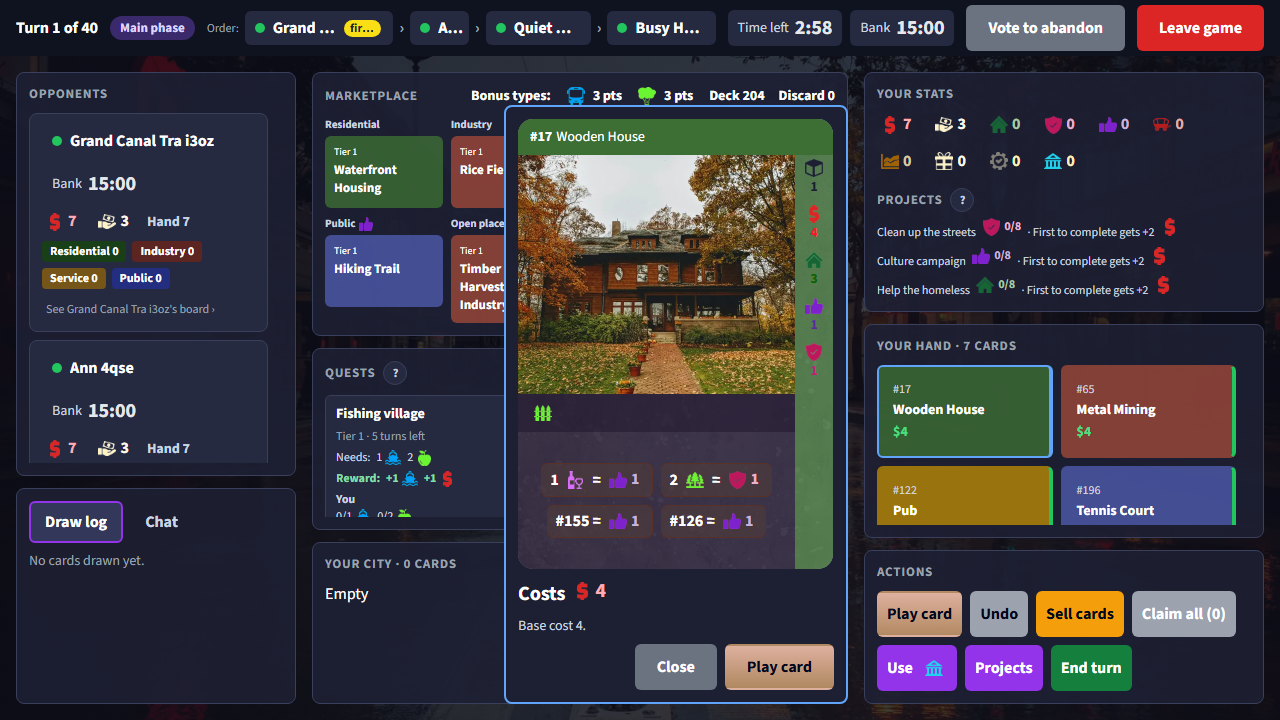 Turn 1 of 40 Main phase Order: Grand ... fir... › A... › Quiet ... › Busy H... Time left 2:58 Bank 15:00 Vote to abandon Leave game
OPPONENTS
Grand Canal Tra i3oz
Bank 15:00
7 3 Hand 7
Residential 0 Industry 0
Service 0 Public 0
See Grand Canal Tra i3oz's board ›
Ann 4qse
Bank 15:00
7 3 Hand 7
Draw log Chat
No cards drawn yet.
MARKETPLACE Bonus types: 3 pts 3 pts Deck 204 Discard 0
Residential Industry
Tier 1
Waterfront
Housing
Tier 1
Rice Fie
Public Open place
Tier 1
Hiking Trail
Tier 1
Timber
Harvest
Industry
QUESTS ?
Fishing village
Tier 1 · 5 turns left
Needs: 1 2
Reward: +1 +1
You
0/1 0/2
YOUR CITY · 0 CARDS
Empty
#17 Wooden House
1
4
3
1
1
1 = 1 2 = 1
#155 = 1 #126 = 1
Costs 4
Base cost 4.
Close Play card
YOUR STATS
7 3 0 0 0 0
0 0 0 0
PROJECTS ?
Clean up the streets 0/8 · First to complete gets +2
Culture campaign 0/8 · First to complete gets +2
Help the homeless 0/8 · First to complete gets +2
YOUR HAND · 7 CARDS
#17
Wooden House
$4
#65
Metal Mining
$4
#122
Pub
#196
Tennis Court
ACTIONS
Play card Undo Sell cards Claim all (0)
Use Projects End turn